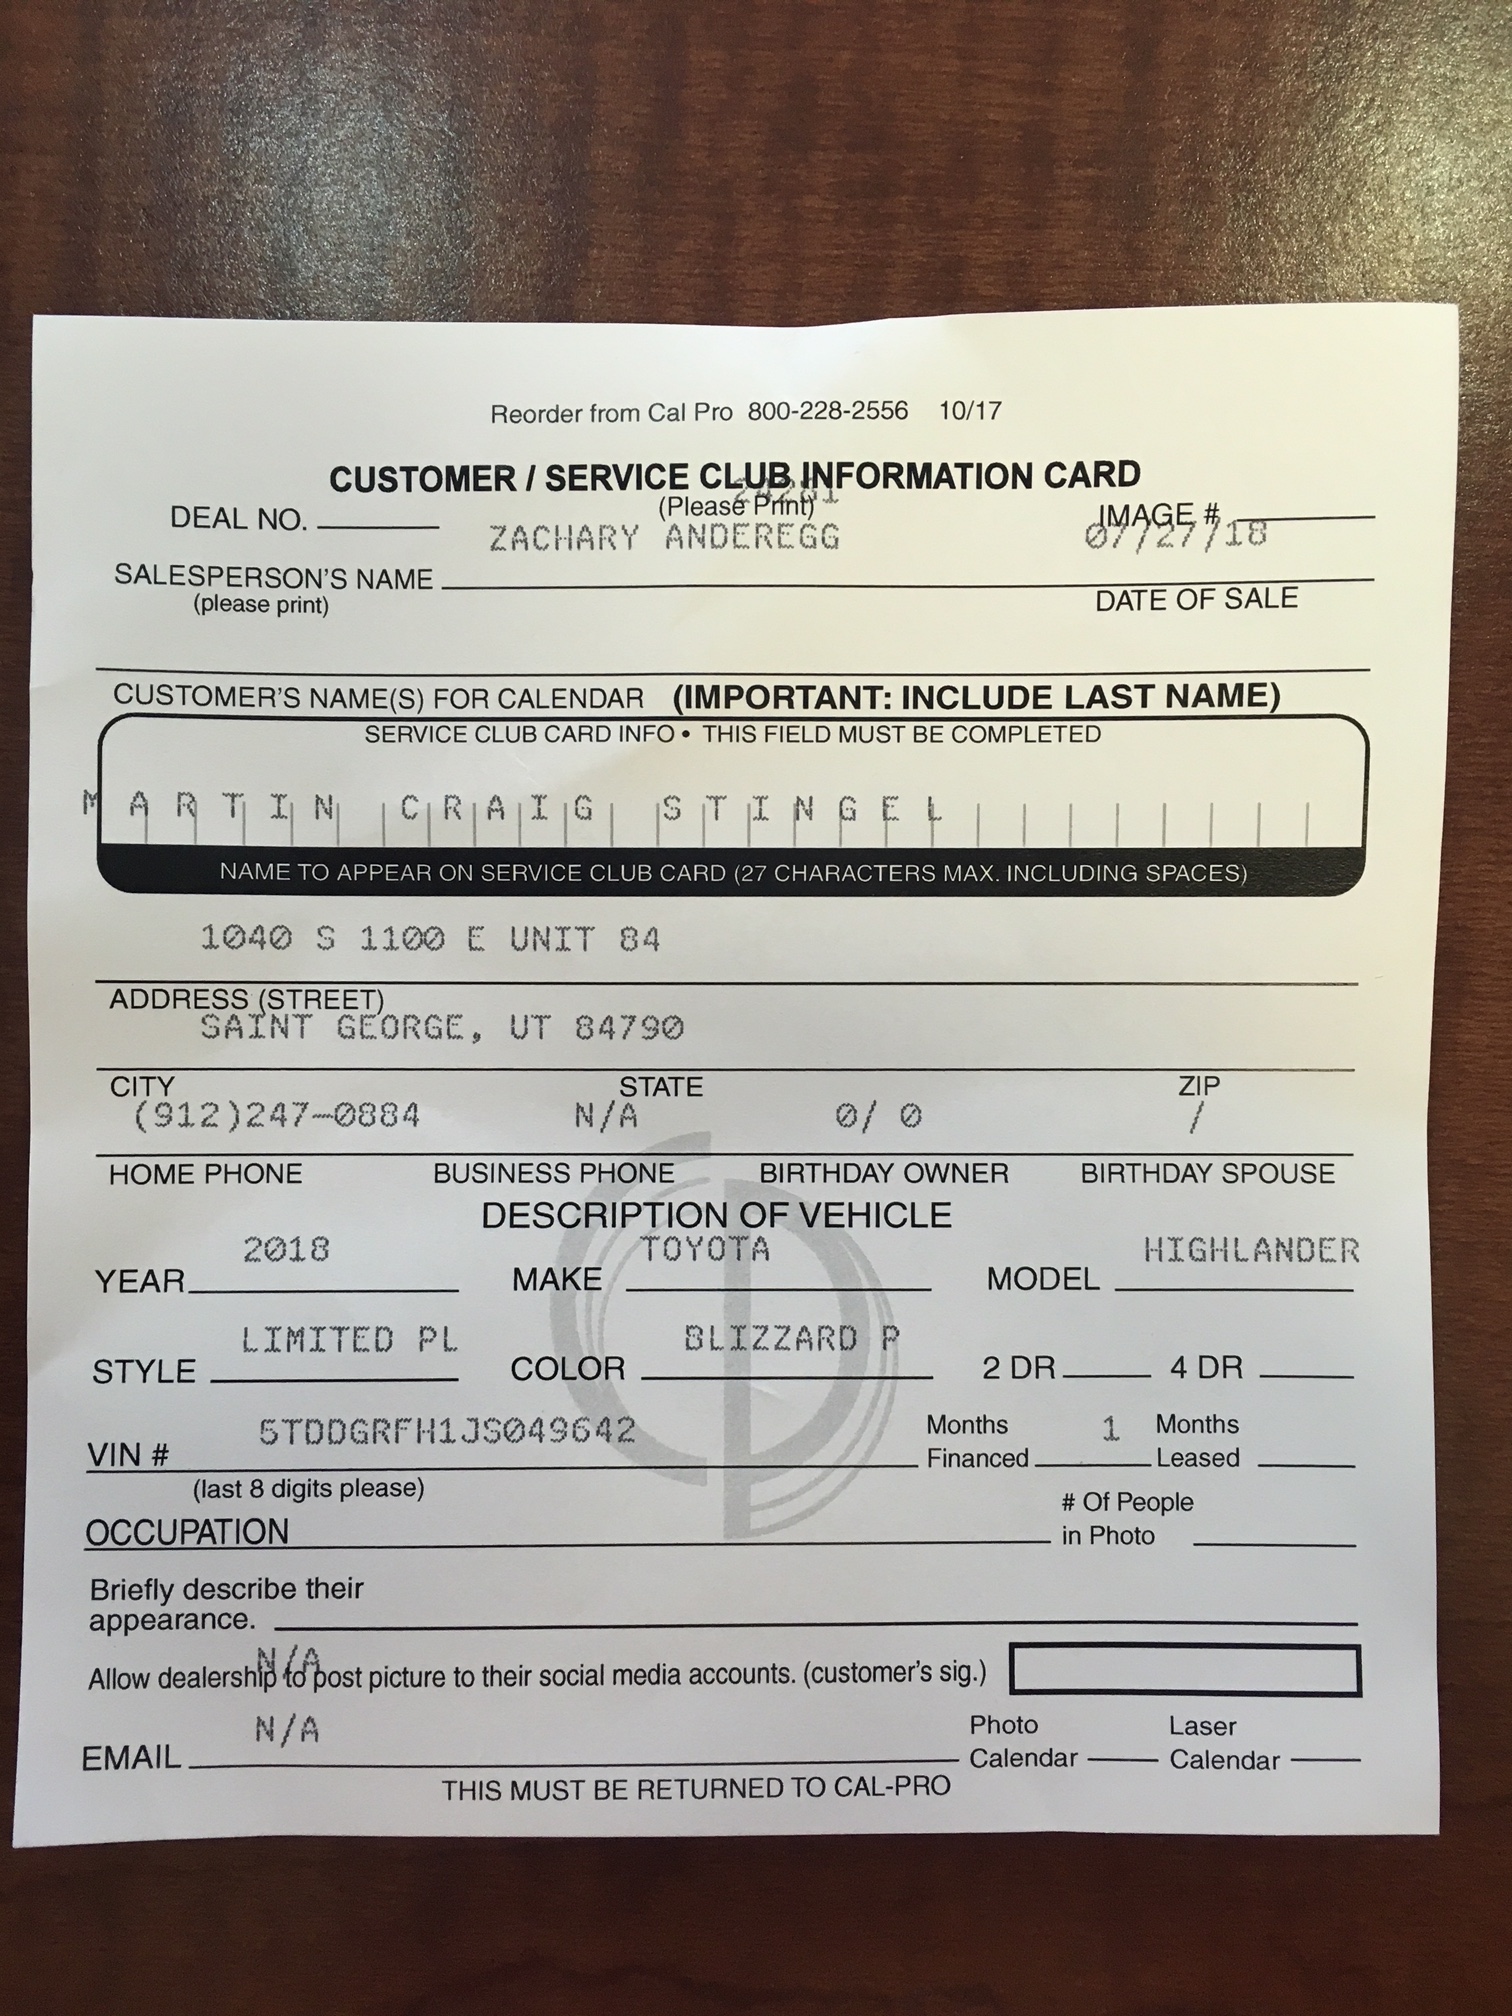 Reorder from Cal Pro 800-228-2556 10/17
CUSTOMER / SERVICE CLUB INFORMATION CARD
24281
DEAL NO. (Please Print) IMAGE #
ZACHARY ANDEREGG 07/27/18
SALESPERSON'S NAME
(please print) DATE OF SALE
CUSTOMER'S NAME(S) FOR CALENDAR (IMPORTANT: INCLUDE LAST NAME)
SERVICE CLUB CARD INFO • THIS FIELD MUST BE COMPLETED
MARTIN CRAIG STINGEL
NAME TO APPEAR ON SERVICE CLUB CARD (27 CHARACTERS MAX. INCLUDING SPACES)
1040 S 1100 E UNIT 84
ADDRESS (STREET)
SAINT GEORGE, UT 84790
CITY STATE ZIP
(912)247-0884 N/A 0/ 0 /
HOME PHONE BUSINESS PHONE BIRTHDAY OWNER BIRTHDAY SPOUSE
DESCRIPTION OF VEHICLE
2018 TOYOTA HIGHLANDER
YEAR MAKE MODEL
LIMITED PL BLIZZARD P
STYLE COLOR 2 DR 4 DR
5TDDGRFH1JS049642 Months 1 Months
VIN # Financed Leased
(last 8 digits please)
# Of People
OCCUPATION in Photo
Briefly describe their
appearance.
N/A
Allow dealership to post picture to their social media accounts. (customer's sig.)
N/A Photo Laser
EMAIL Calendar Calendar
THIS MUST BE RETURNED TO CAL-PRO